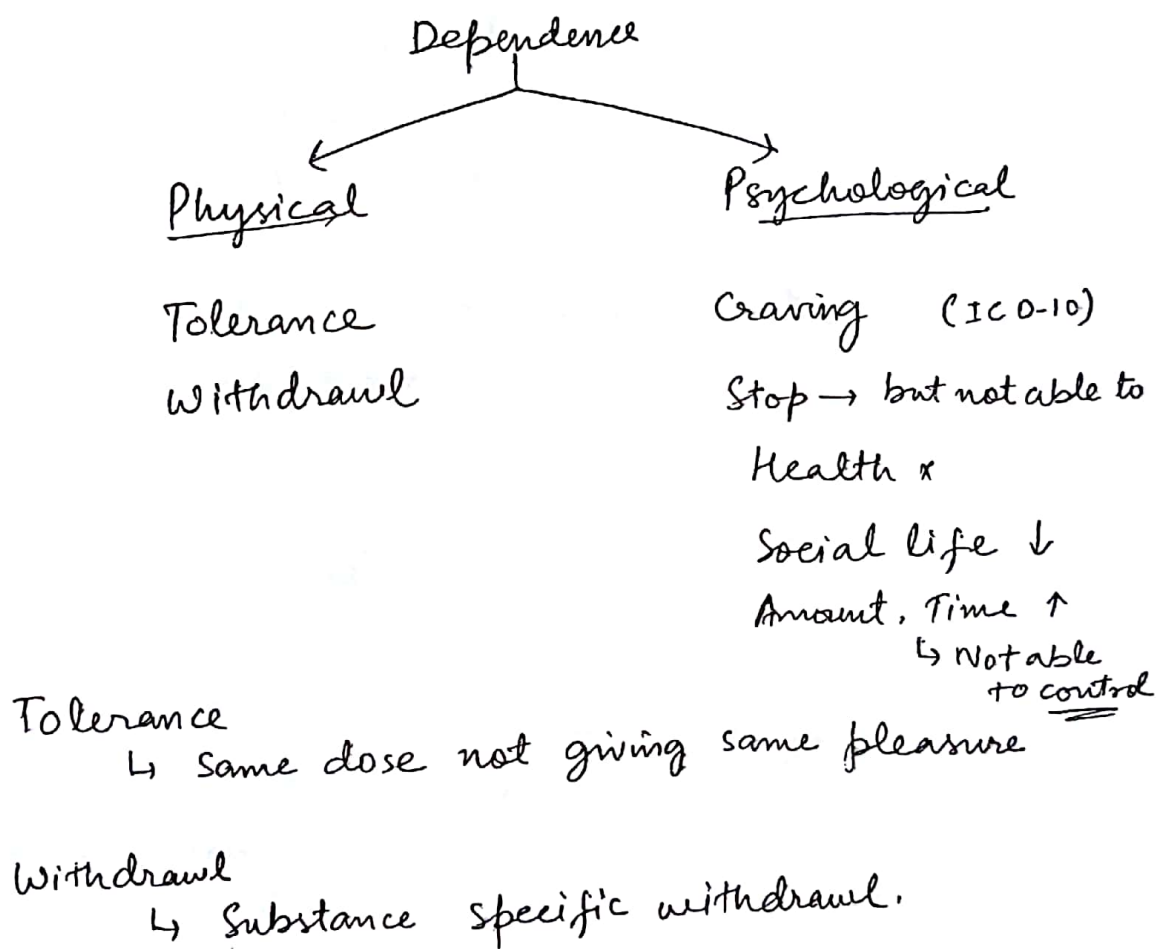 Dependence
Physical
Psychological
Tolerance
Craving (ICD-10)
Withdrawl
Stop → but not able to
Health x
Social life ↓
Amount, Time ↑
↳ Not able
to control
Tolerance
↳ Same dose not giving same pleasure
Withdrawl
↳ Substance specific withdrawl.